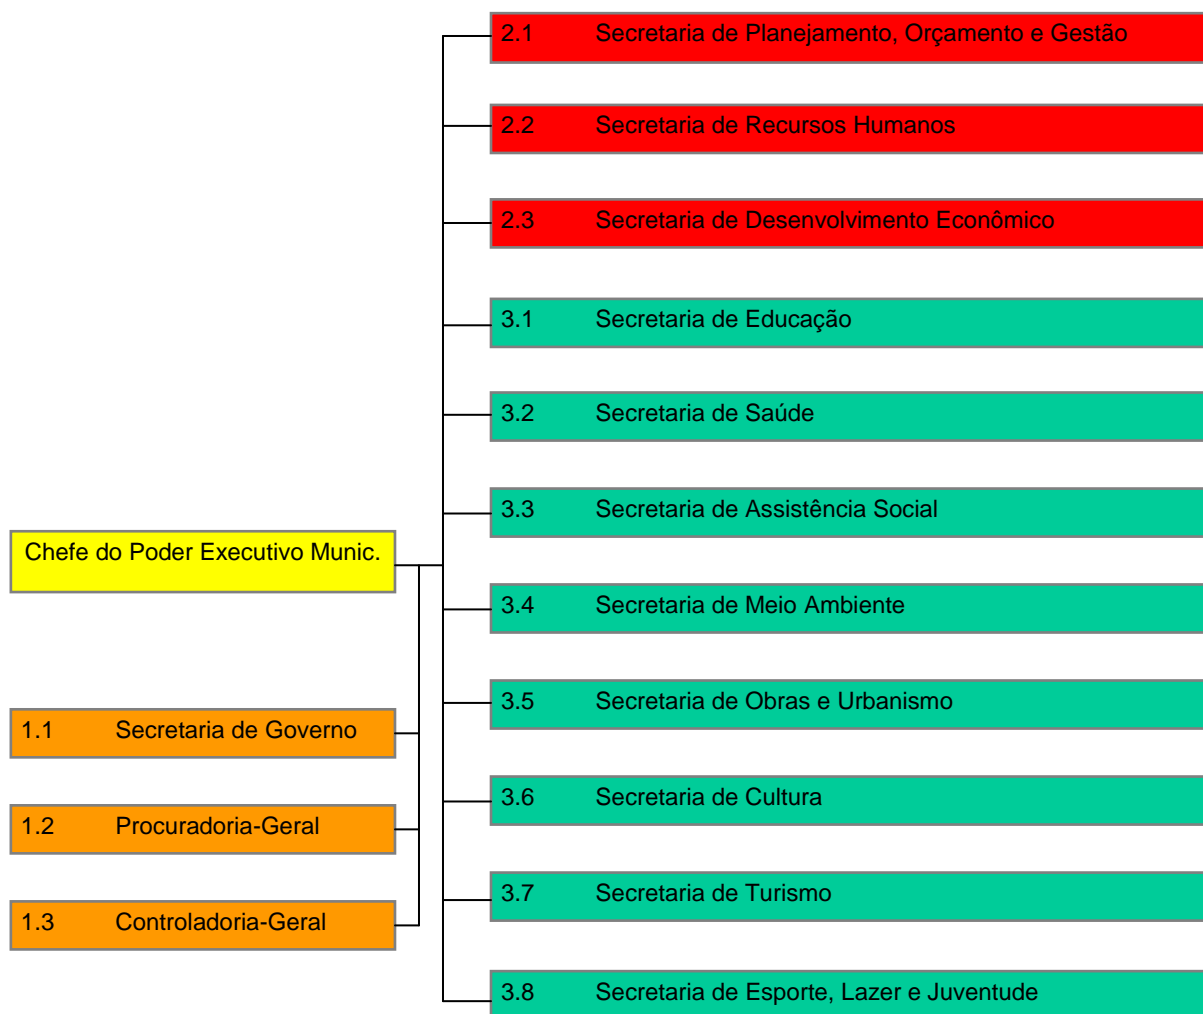 2.1 Secretaria de Planejamento, Orçamento e Gestão
2.2 Secretaria de Recursos Humanos
2.3 Secretaria de Desenvolvimento Econômico
3.1 Secretaria de Educação
3.2 Secretaria de Saúde
3.3 Secretaria de Assistência Social
Chefe do Poder Executivo Munic.
3.4 Secretaria de Meio Ambiente
3.5 Secretaria de Obras e Urbanismo
1.1 Secretaria de Governo
3.6 Secretaria de Cultura
1.2 Procuradoria-Geral
3.7 Secretaria de Turismo
1.3 Controladoria-Geral
3.8 Secretaria de Esporte, Lazer e Juventude